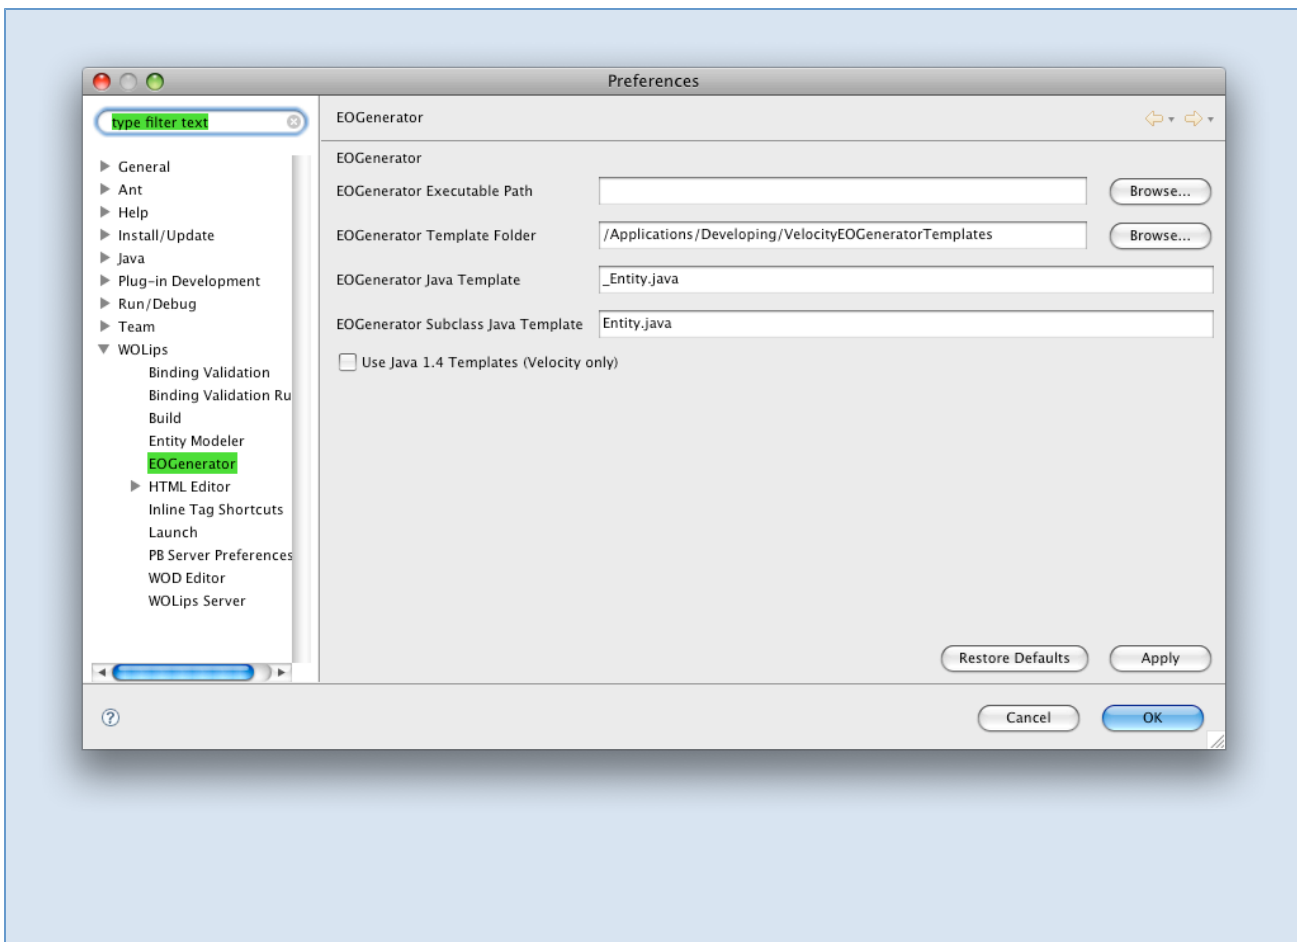 Preferences
type filter text
General
Ant
Help
Install/Update
Java
Plug-in Development
Run/Debug
Team
WOLips
Binding Validation
Binding Validation Ru
Build
Entity Modeler
EOGenerator
HTML Editor
Inline Tag Shortcuts
Launch
PB Server Preferences
WOD Editor
WOLips Server
EOGenerator
EOGenerator
EOGenerator Executable Path Browse...
EOGenerator Template Folder /Applications/Developing/VelocityEOGeneratorTemplates Browse...
EOGenerator Java Template _Entity.java
EOGenerator Subclass Java Template Entity.java
Use Java 1.4 Templates (Velocity only)
Restore Defaults Apply
? Cancel OK